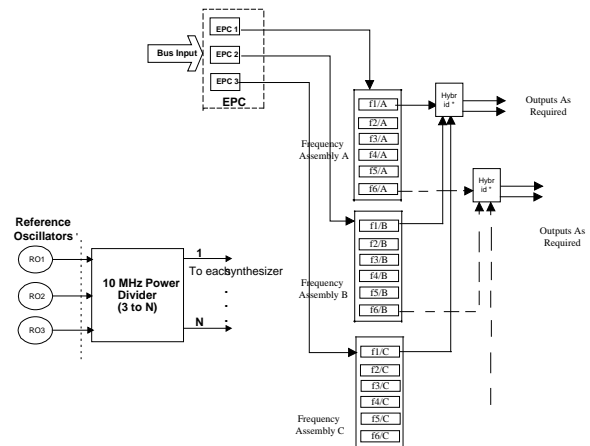 Bus Input
EPC 1
EPC 2
EPC 3
EPC
Frequency
Assembly A
f1/A
f2/A
f3/A
f4/A
f5/A
f6/A
Hybr
id *
Outputs As
Required
Hybr
id *
Outputs As
Required
Frequency
Assembly B
f1/B
f2/B
f3/B
f4/B
f5/B
f6/B
Reference
Oscillators
RO1
RO2
RO3
10 MHz Power
Divider
(3 to N)
1
To each synthesizer
N
Frequency
Assembly C
f1/C
f2/C
f3/C
f4/C
f5/C
f6/C